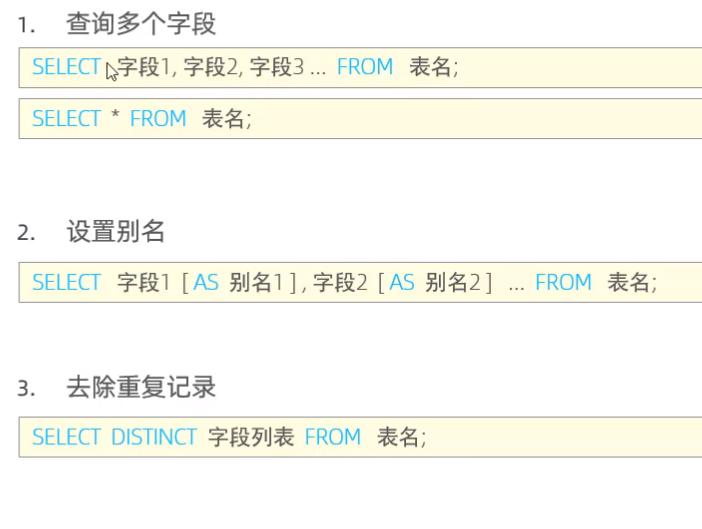 1. 查询多个字段
SELECT 字段1, 字段2, 字段3 ... FROM 表名;
SELECT * FROM 表名;
2. 设置别名
SELECT 字段1 [ AS 别名1 ] , 字段2 [ AS 别名2 ] ... FROM 表名;
3. 去除重复记录
SELECT DISTINCT 字段列表 FROM 表名;